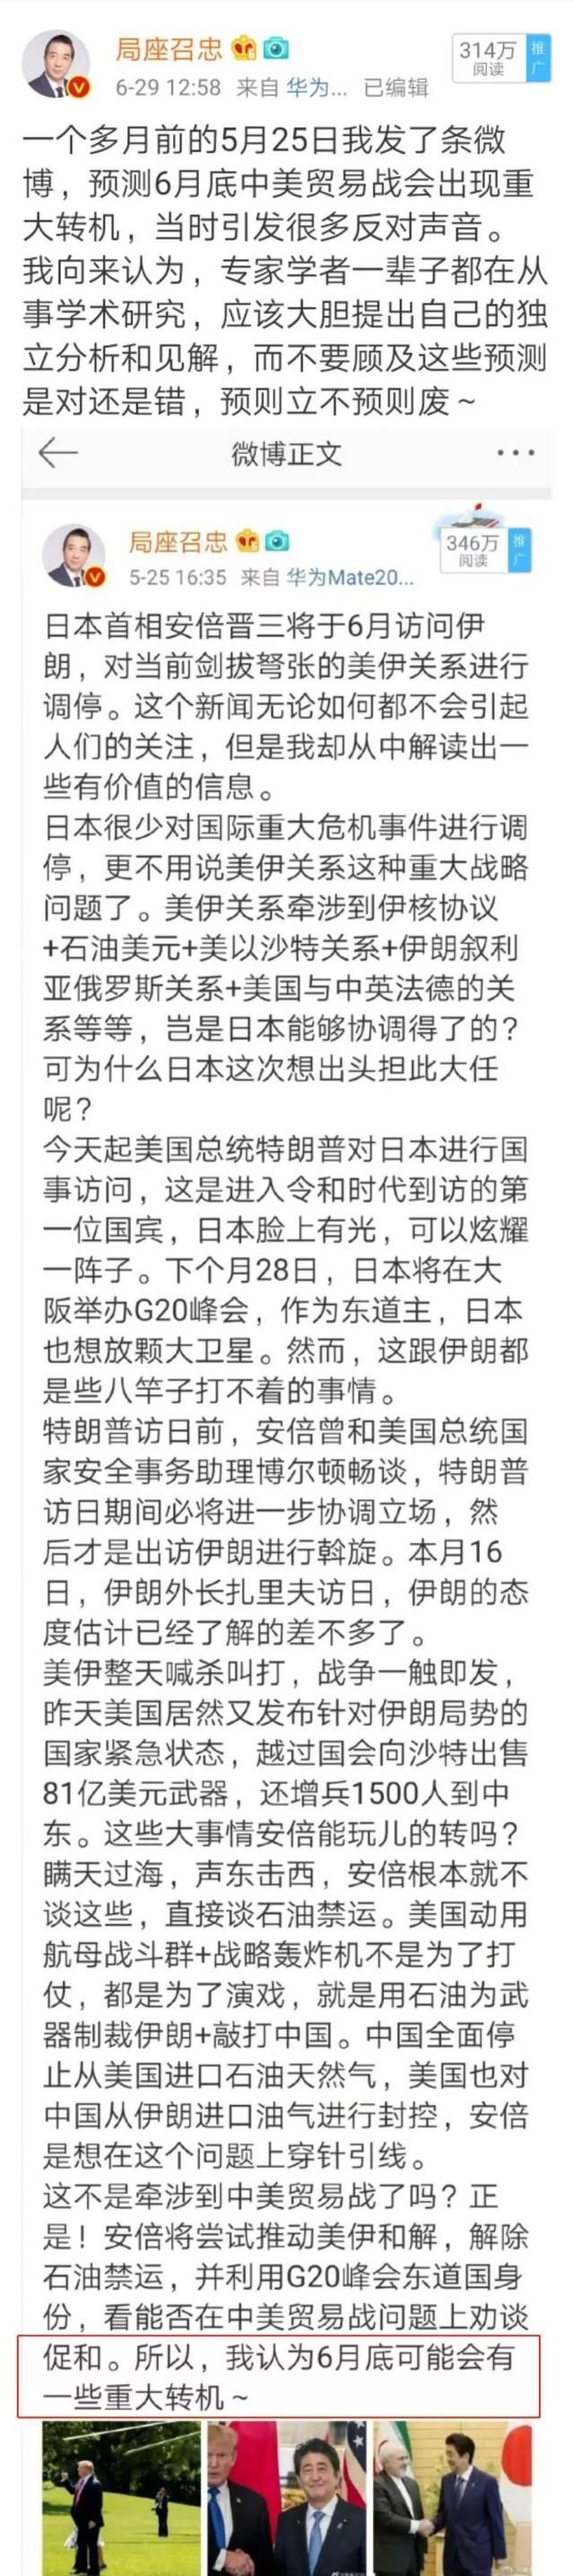 局座召忠
314万
阅读
推广
6-29 12:58 来自 华为... 已编辑
一个多月前的5月25日我发了条微
博，预测6月底中美贸易战会出现重
大转机，当时引发很多反对声音。
我向来认为，专家学者一辈子都在从
事学术研究，应该大胆提出自己的独
立分析和见解，而不要顾及这些预测
是对还是错，预则立不预则废～
微博正文
局座召忠
346万
阅读
推广
5-25 16:35 来自 华为Mate20...
日本首相安倍晋三将于6月访问伊
朗，对当前剑拔弩张的美伊关系进行
调停。这个新闻无论如何都不会引起
人们的关注，但是我却从中解读出一
些有价值的信息。
日本很少对国际重大危机事件进行调
停，更不用说美伊关系这种重大战略
问题了。美伊关系牵涉到伊核协议
+石油美元+美以沙特关系+伊朗叙利
亚俄罗斯关系+美国与中英法德的关
系等等，岂是日本能够协调得了的？
可为什么日本这次想出头担此大任
呢？
今天起美国总统特朗普对日本进行国
事访问，这是进入令和时代到访的第
一位国宾，日本脸上有光，可以炫耀
一阵子。下个月28日，日本将在大
阪举办G20峰会，作为东道主，日本
也想放颗大卫星。然而，这跟伊朗都
是些八竿子打不着的事情。
特朗普访日前，安倍曾和美国总统国
家安全事务助理博尔顿畅谈，特朗普
访日期间必将进一步协调立场，然
后才是出访伊朗进行斡旋。本月16
日，伊朗外长扎里夫访日，伊朗的态
度估计已经了解的差不多了。
美伊整天喊杀叫打，战争一触即发，
昨天美国居然又发布针对伊朗局势的
国家紧急状态，越过国会向沙特出售
81亿美元武器，还增兵1500人到中
东。这些大事情安倍能玩儿的转吗？
瞒天过海，声东击西，安倍根本就不
谈这些，直接谈石油禁运。美国动用
航母战斗群+战略轰炸机不是为了打
仗，都是为了演戏，就是用石油为武
器制裁伊朗+敲打中国。中国全面停
止从美国进口石油天然气，美国也对
中国从伊朗进口油气进行封控，安倍
是想在这个问题上穿针引线。
这不是牵涉到中美贸易战了吗？正
是！安倍将尝试推动美伊和解，解除
石油禁运，并利用G20峰会东道国身
份，看能否在中美贸易战问题上劝谈
促和。所以，我认为6月底可能会有
一些重大转机～